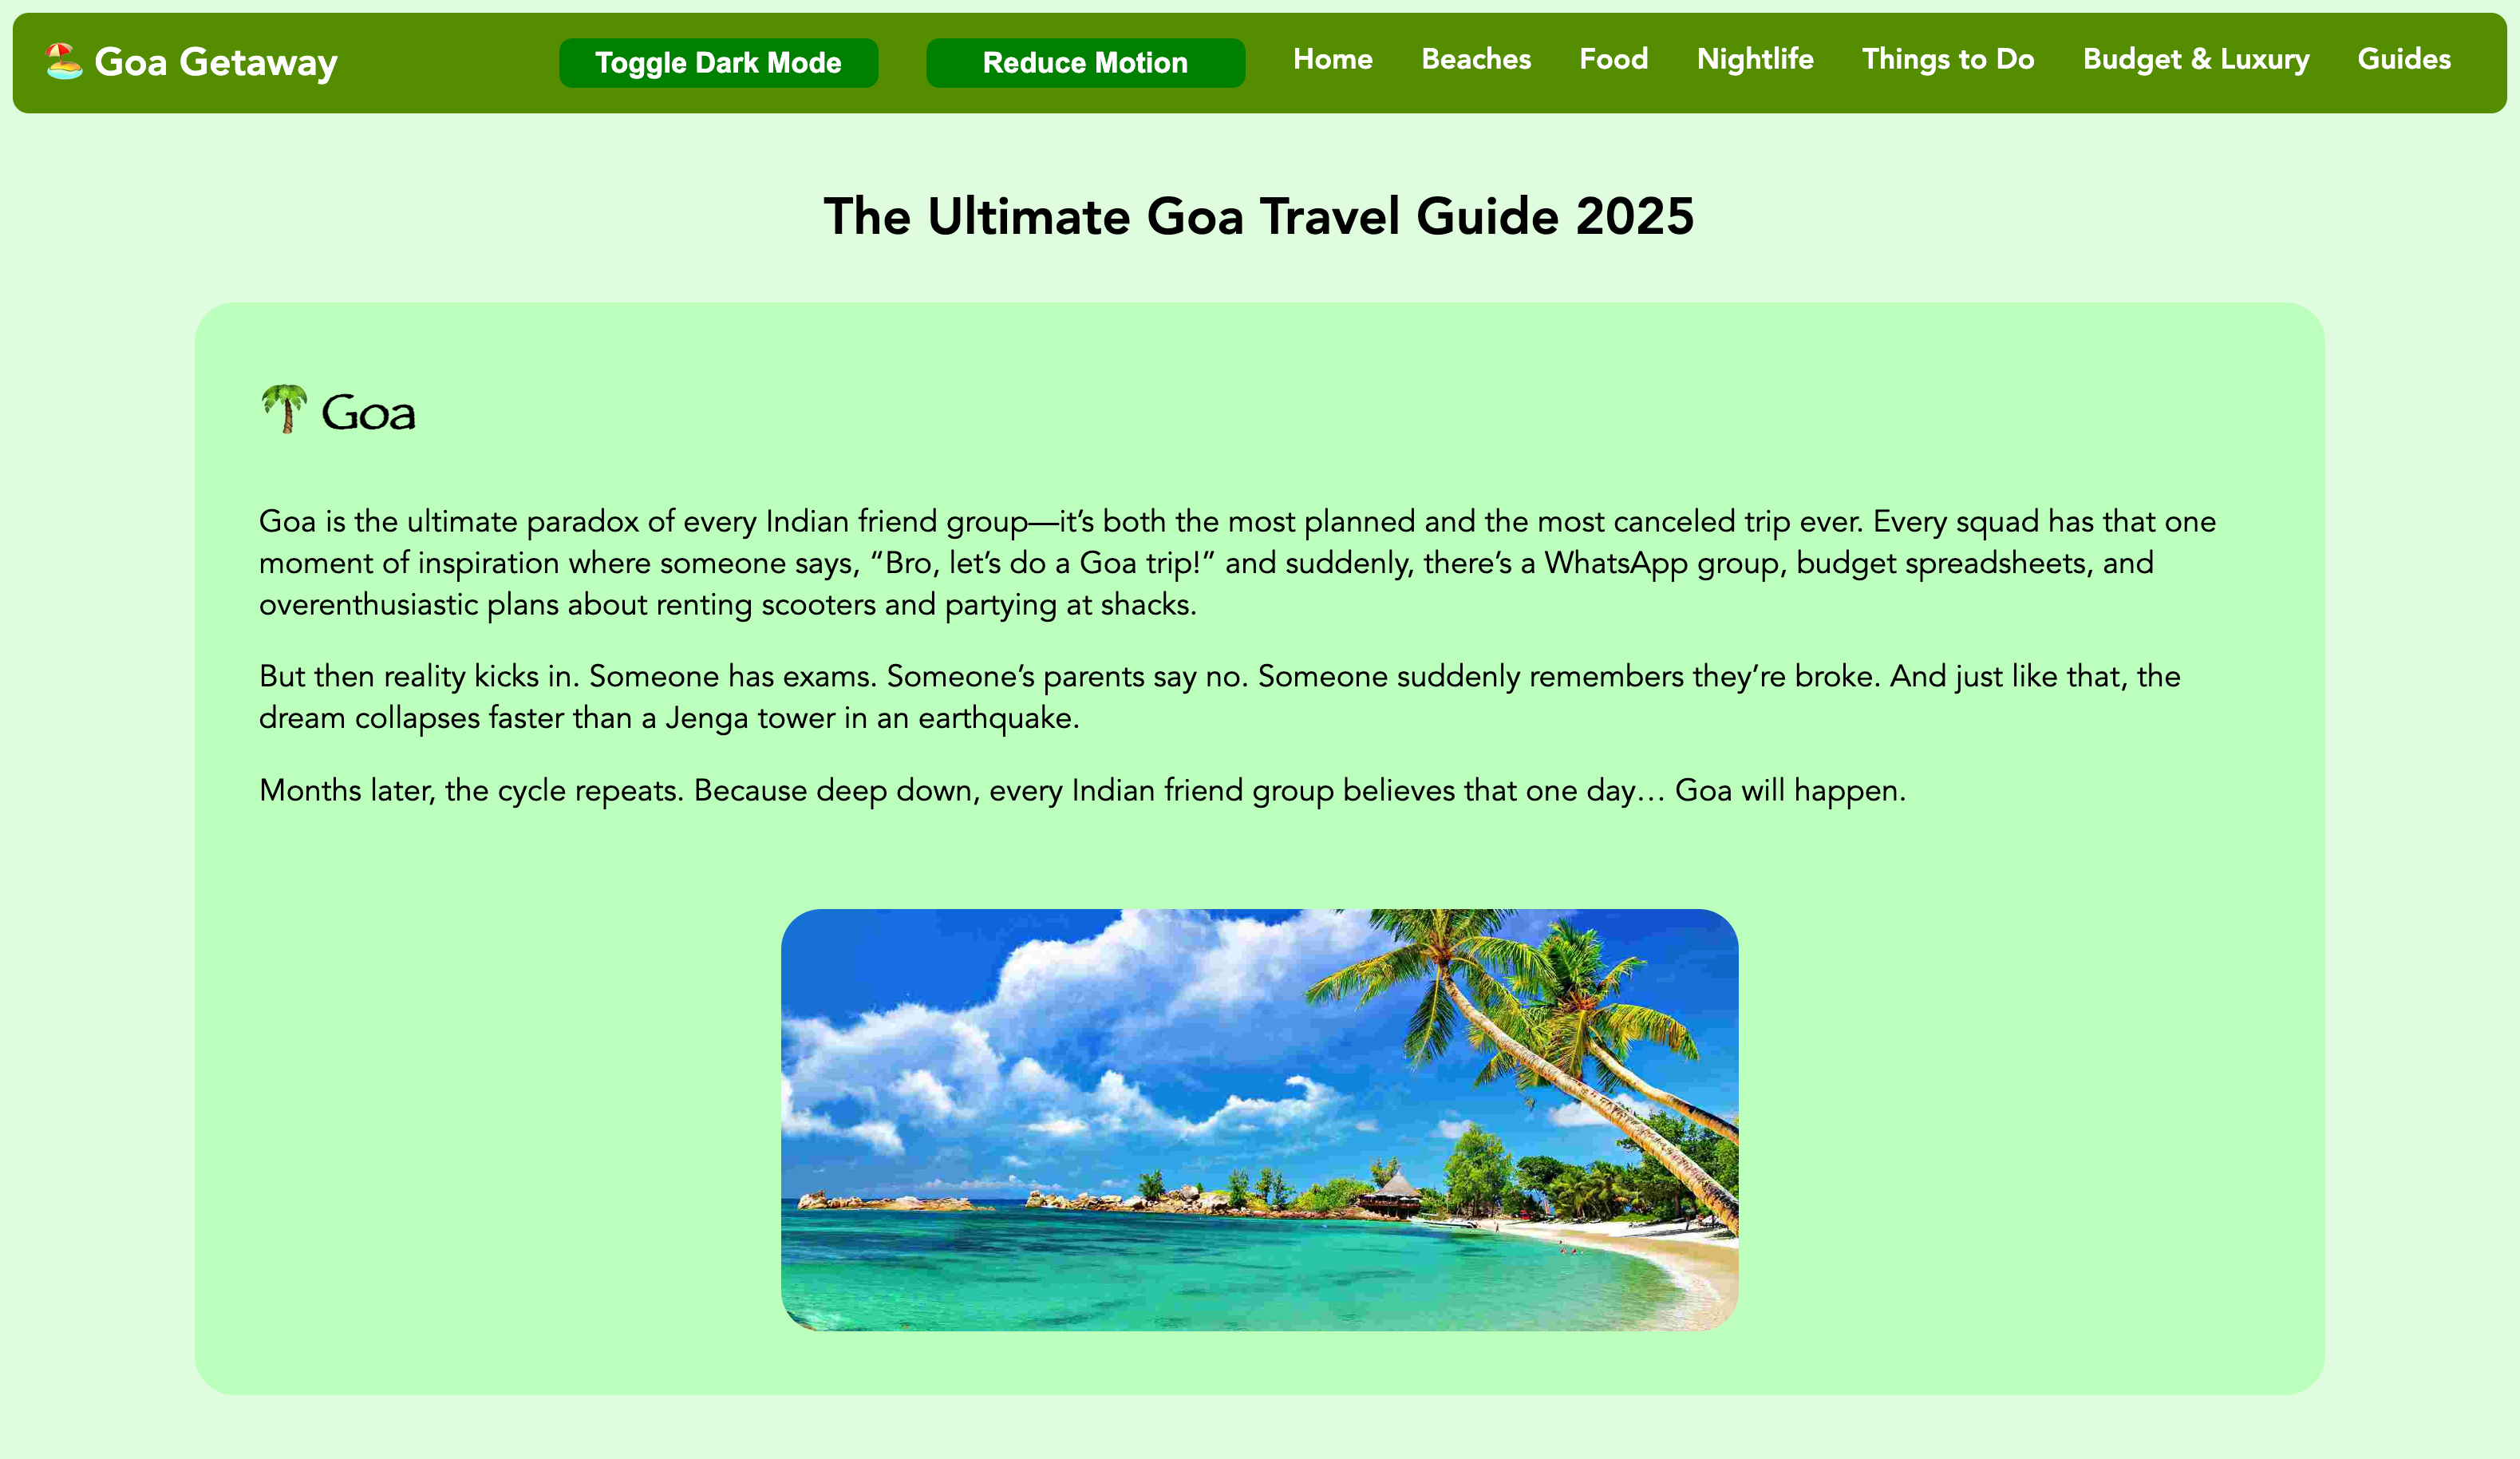 🏖️ Goa Getaway
Toggle Dark Mode
Reduce Motion
Home
Beaches
Food
Nightlife
Things to Do
Budget & Luxury
Guides
The Ultimate Goa Travel Guide 2025
🌴 Goa
Goa is the ultimate paradox of every Indian friend group—it’s both the most planned and the most canceled trip ever. Every squad has that one
moment of inspiration where someone says, “Bro, let’s do a Goa trip!” and suddenly, there’s a WhatsApp group, budget spreadsheets, and
overenthusiastic plans about renting scooters and partying at shacks.
But then reality kicks in. Someone has exams. Someone’s parents say no. Someone suddenly remembers they’re broke. And just like that, the
dream collapses faster than a Jenga tower in an earthquake.
Months later, the cycle repeats. Because deep down, every Indian friend group believes that one day… Goa will happen.